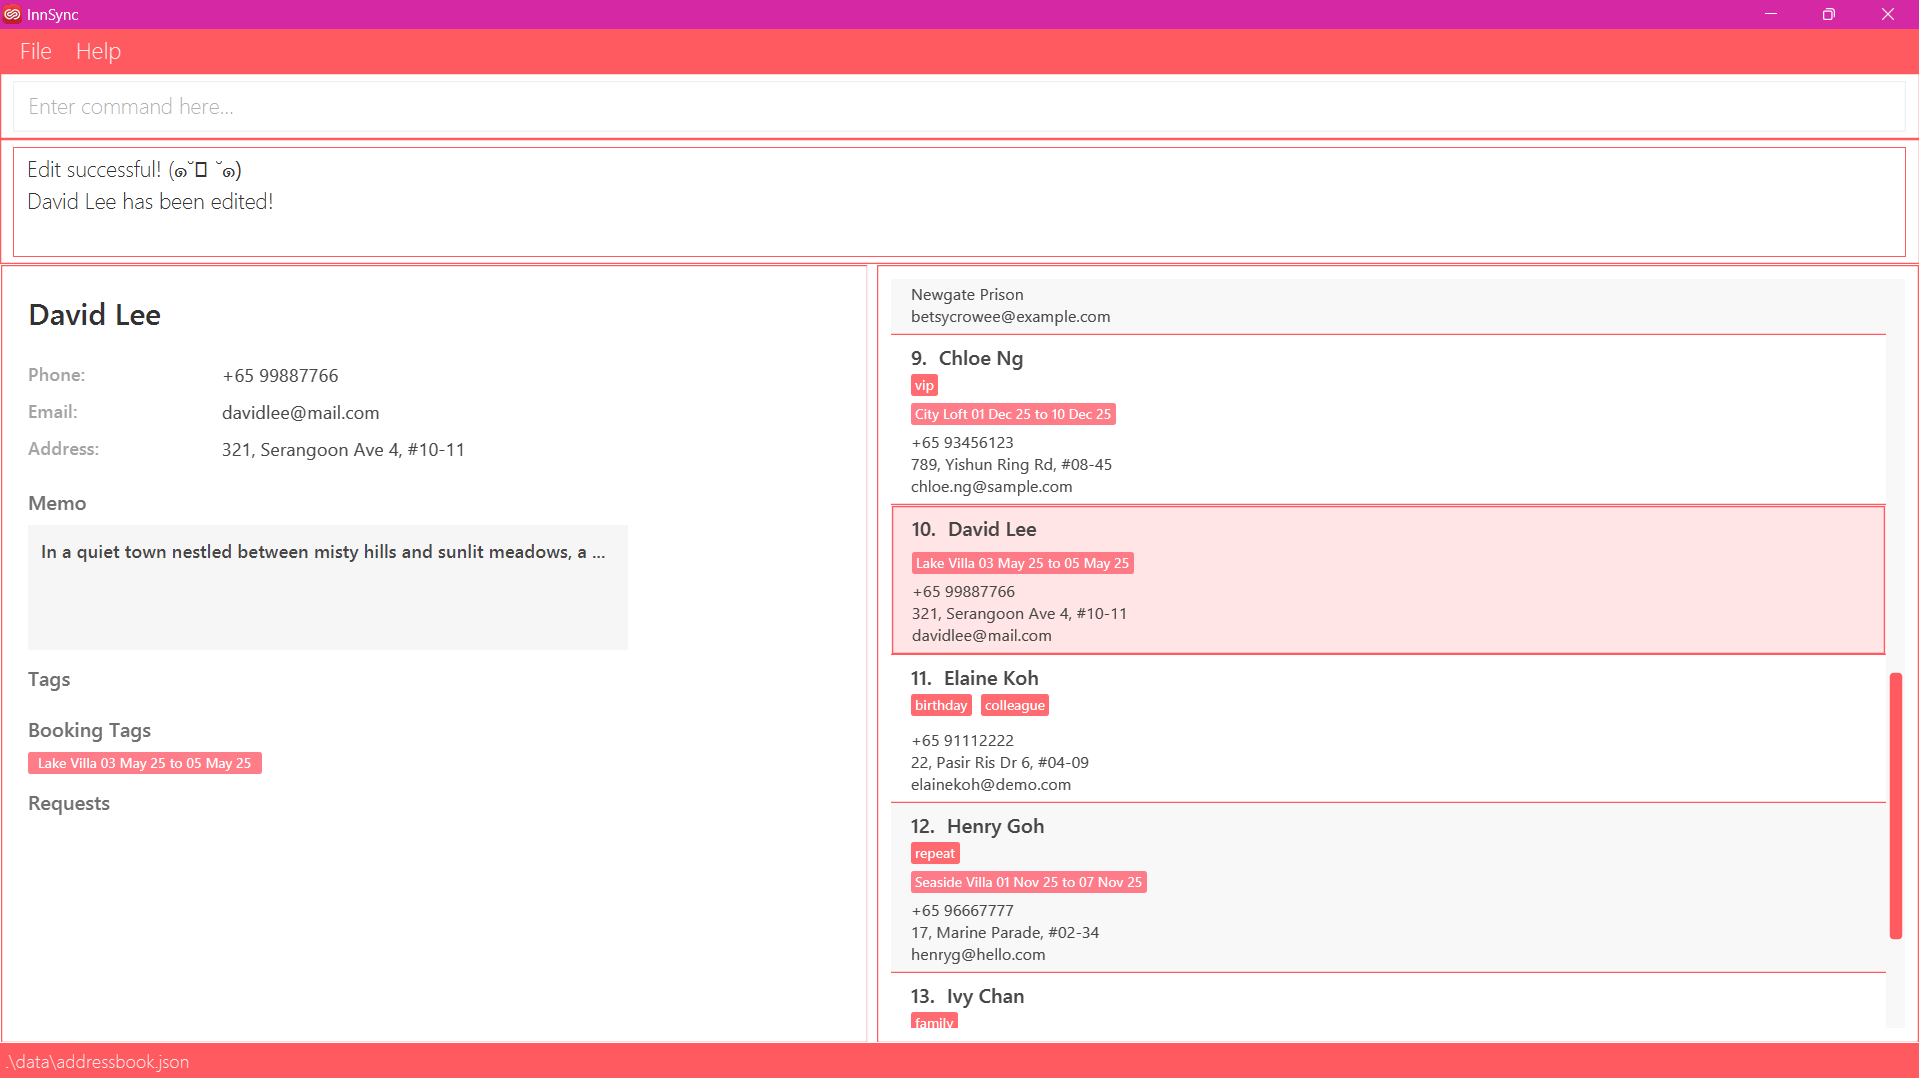 InnSync
File Help
Enter command here...
Edit successful! (๑˘▯ ˘๑)
David Lee has been edited!
David Lee
Phone: +65 99887766
Email: davidlee@mail.com
Address: 321, Serangoon Ave 4, #10-11
Memo
In a quiet town nestled between misty hills and sunlit meadows, a ...
Tags
Booking Tags
Lake Villa 03 May 25 to 05 May 25
Requests
Newgate Prison
betsycrowee@example.com
9. Chloe Ng
vip
City Loft 01 Dec 25 to 10 Dec 25
+65 93456123
789, Yishun Ring Rd, #08-45
chloe.ng@sample.com
10. David Lee
Lake Villa 03 May 25 to 05 May 25
+65 99887766
321, Serangoon Ave 4, #10-11
davidlee@mail.com
11. Elaine Koh
birthday colleague
+65 91112222
22, Pasir Ris Dr 6, #04-09
elainekoh@demo.com
12. Henry Goh
repeat
Seaside Villa 01 Nov 25 to 07 Nov 25
+65 96667777
17, Marine Parade, #02-34
henryg@hello.com
13. Ivy Chan
family
.\data\addressbook.json